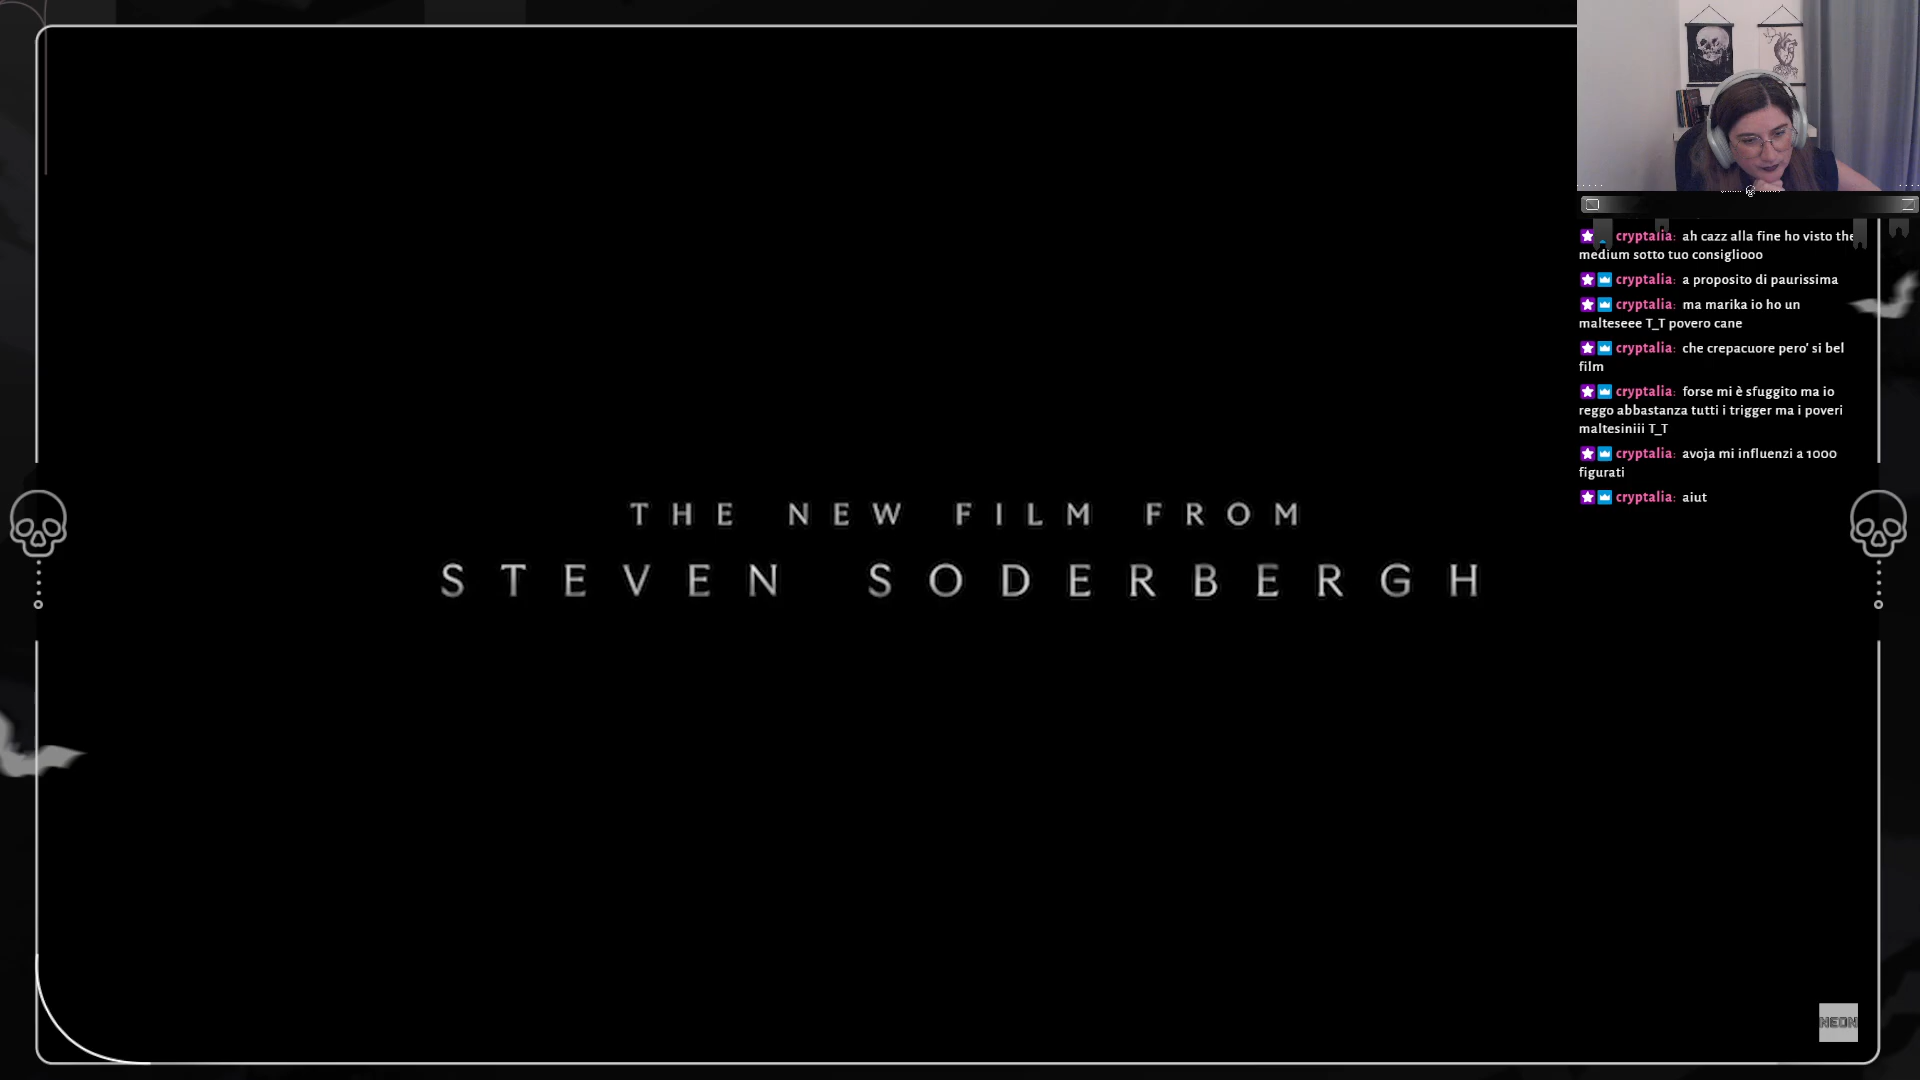 THE NEW FILM FROM
STEVEN SODERBERGH
cryptalia: ah cazz alla fine ho visto the
medium sotto tuo consigliooo
cryptalia: a proposito di paurissima
cryptalia: ma marika io ho un
malteseee T_T povero cane
cryptalia: che crepacuore pero' si bel
film
cryptalia: forse mi è sfuggito ma io
reggo abbastanza tutti i trigger ma i poveri
maltesiniii T_T
cryptalia: avoja mi influenzi a 1000
figurati
cryptalia: aiut
NEON